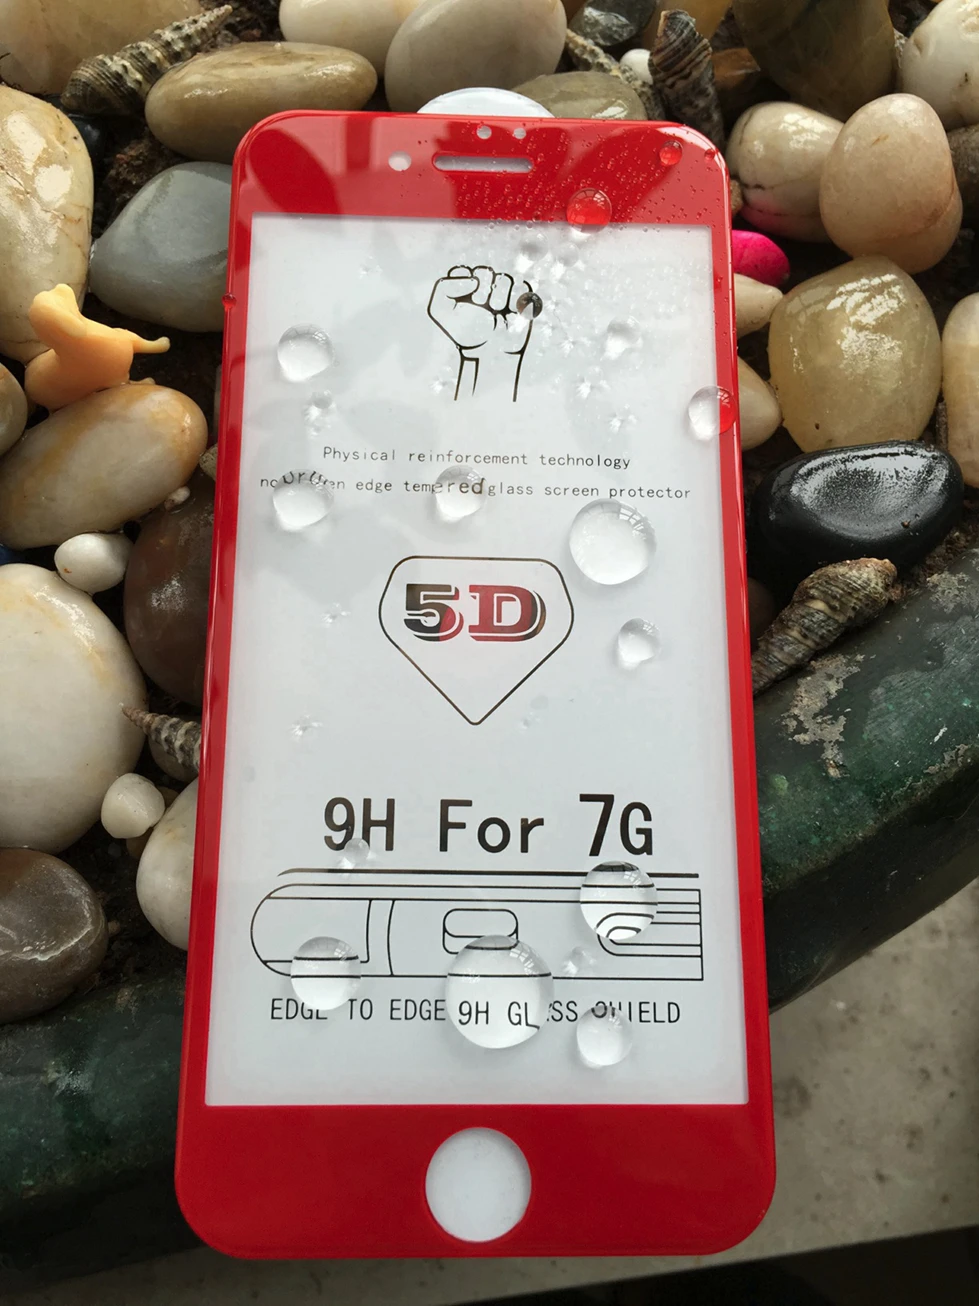 Physical reinforcement technology
edge tempered glass screen protector
5D
9H For 7G
EDGE TO EDGE 9H GLASS SHIELD